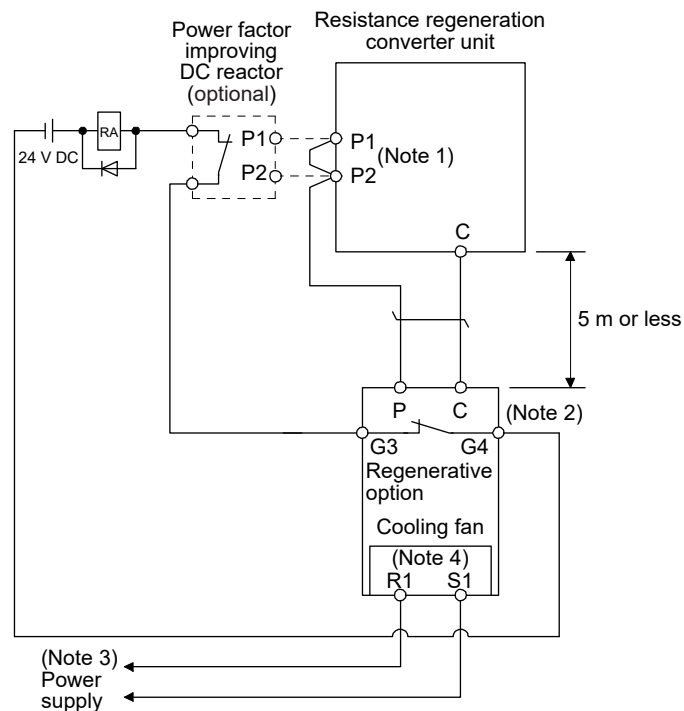 Power factor
improving
DC reactor
(optional)
Resistance regeneration
converter unit
RA
24 V DC
P1
P1
(Note 1)
P2
P2
C
5 m or less
P
C
(Note 2)
G3
G4
Regenerative
option
Cooling fan
(Note 4)
R1
S1
(Note 3)
Power
supply